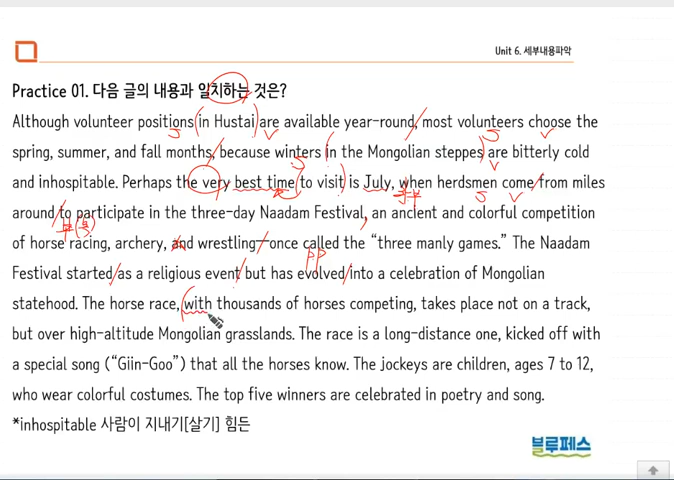 Unit 6. 세부내용파악
Practice 01. 다음 글의 내용과 일치하는 것은?
Although volunteer positions in Hustai are available year-round, most volunteers choose the
spring, summer, and fall months, because winters in the Mongolian steppes are bitterly cold
and inhospitable. Perhaps the very best time to visit is July, when herdsmen come from miles
around to participate in the three-day Naadam Festival, an ancient and colorful competition
of horse racing, archery, and wrestling—once called the “three manly games.” The Naadam
Festival started as a religious event but has evolved into a celebration of Mongolian
statehood. The horse race, with thousands of horses competing, takes place not on a track,
but over high-altitude Mongolian grasslands. The race is a long-distance one, kicked off with
a special song (“Giin-Goo”) that all the horses know. The jockeys are children, ages 7 to 12,
who wear colorful costumes. The top five winners are celebrated in poetry and song.
*inhospitable 사람이 지내기[살기] 힘든
블루페스